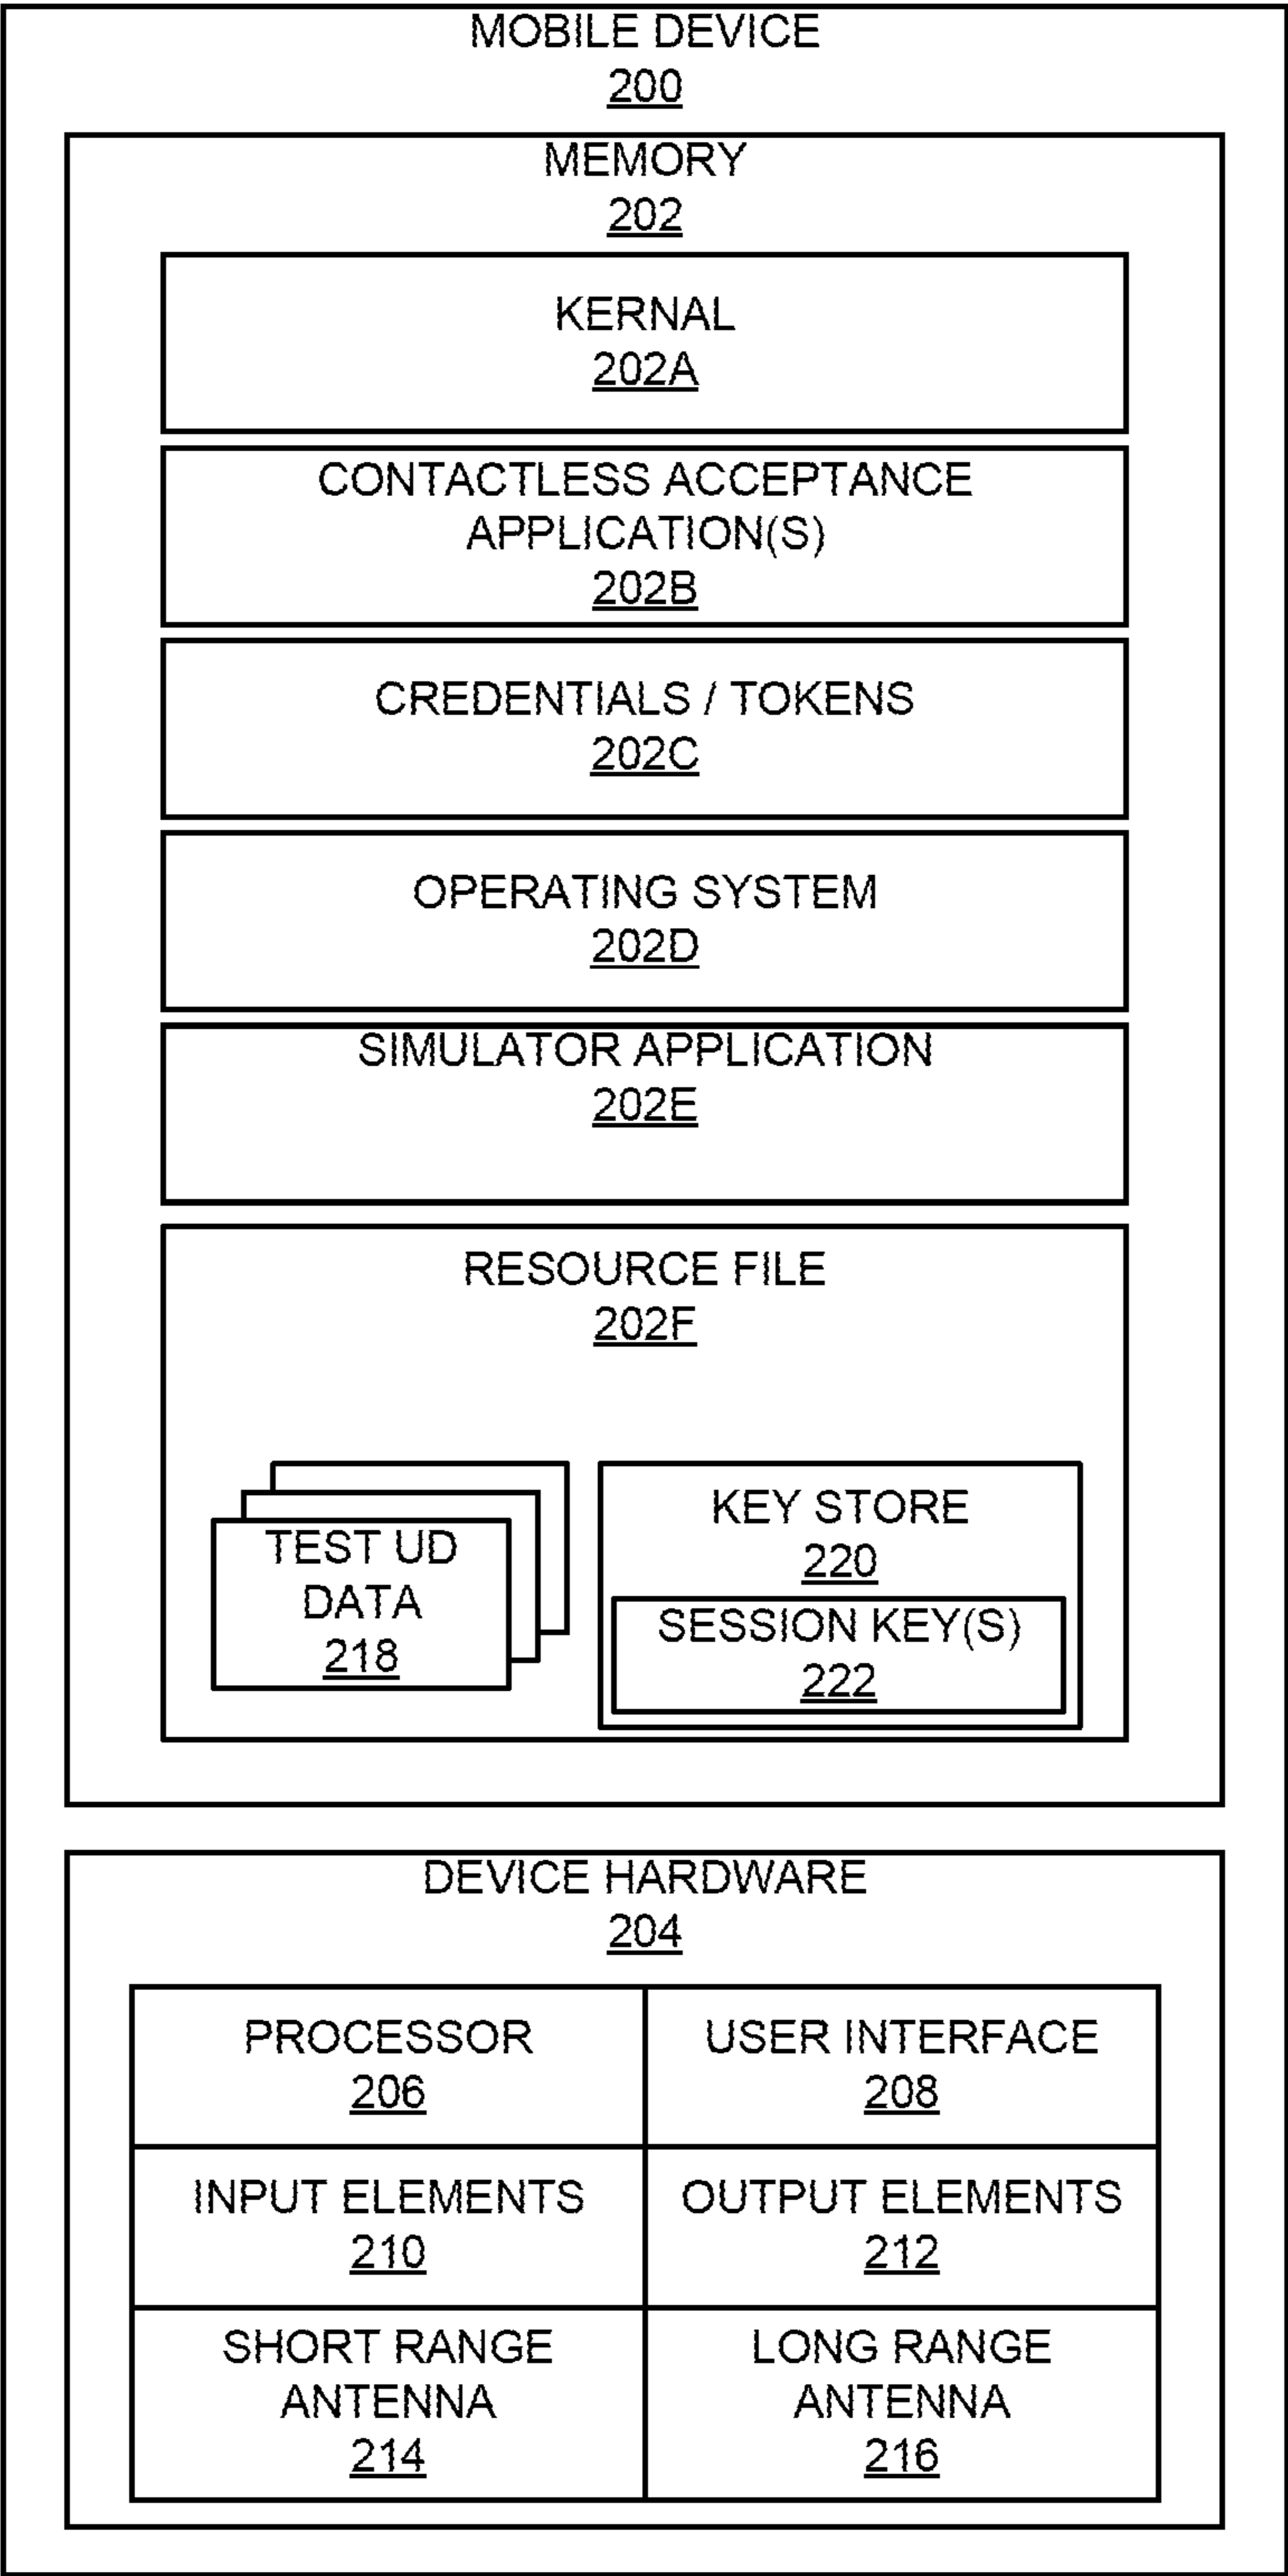 MOBILE DEVICE
200
MEMORY
202
KERNAL
202A
CONTACTLESS ACCEPTANCE
APPLICATION(S)
202B
CREDENTIALS / TOKENS
202C
OPERATING SYSTEM
202D
SIMULATOR APPLICATION
202E
RESOURCE FILE
202F
TEST UD
DATA
218
KEY STORE
220
SESSION KEY(S)
222
DEVICE HARDWARE
204
PROCESSOR
206
USER INTERFACE
208
INPUT ELEMENTS
210
OUTPUT ELEMENTS
212
SHORT RANGE
ANTENNA
214
LONG RANGE
ANTENNA
216